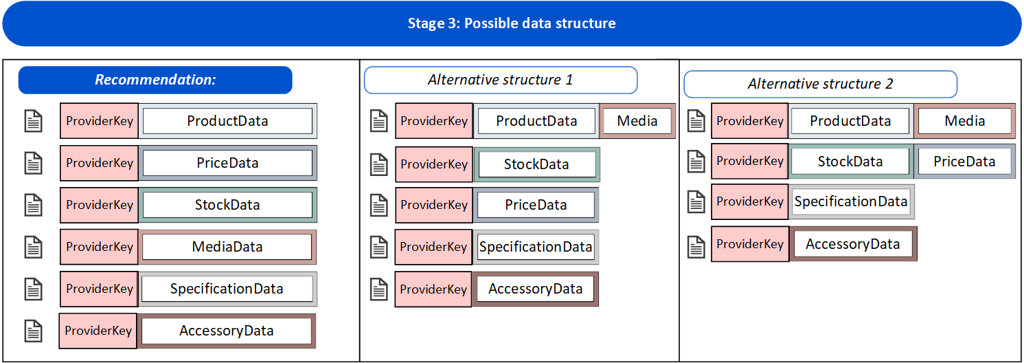 Stage 3: Possible data structure
Recommendation:
ProviderKey ProductData
ProviderKey PriceData
ProviderKey StockData
ProviderKey MediaData
ProviderKey SpecificationData
ProviderKey AccessoryData
Alternative structure 1
ProviderKey ProductData Media
ProviderKey StockData
ProviderKey PriceData
ProviderKey SpecificationData
ProviderKey AccessoryData
Alternative structure 2
ProviderKey ProductData Media
ProviderKey StockData PriceData
ProviderKey SpecificationData
ProviderKey AccessoryData